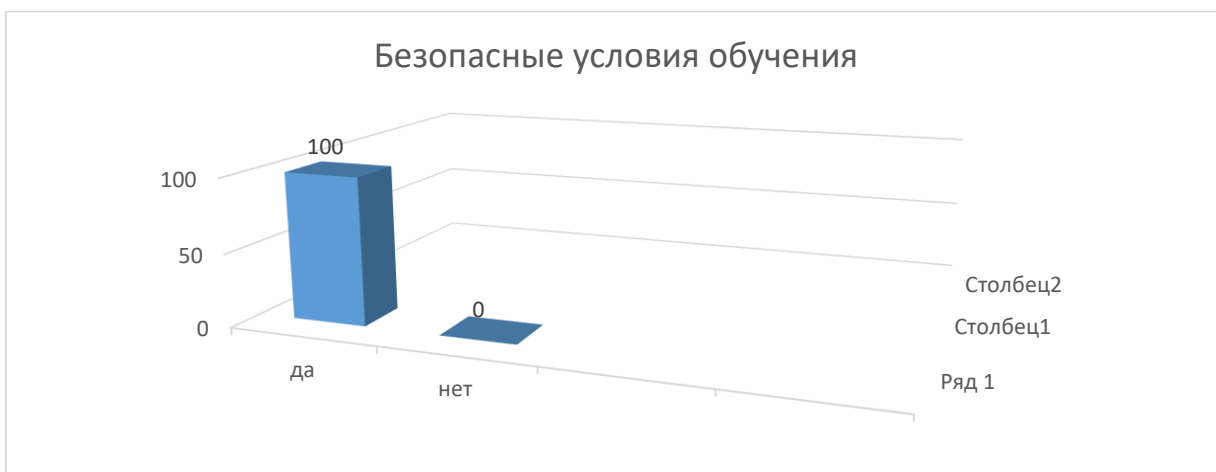 Безопасные условия обучения
100
100
50
0
0
да
нет
Столбец2
Столбец1
Ряд 1